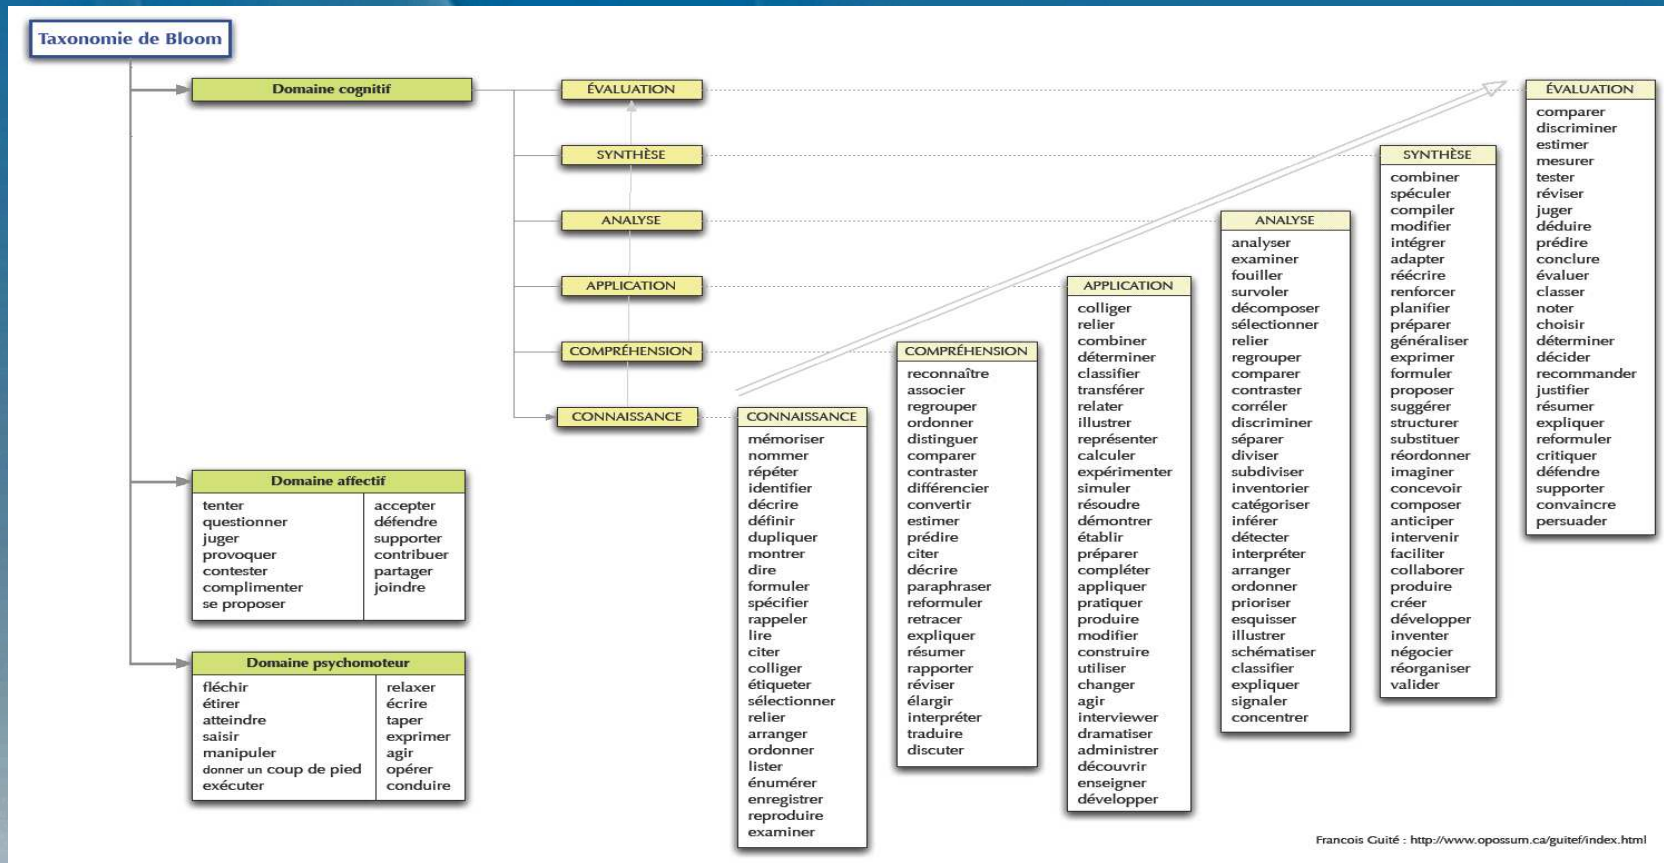 Taxonomie de Bloom
Domaine cognitif
ÉVALUATION
SYNTHÈSE
ANALYSE
APPLICATION
COMPRÉHENSION
CONNAISSANCE
CONNAISSANCE
mémoriser
nommer
répéter
identifier
décrire
définir
dupliquer
montrer
dire
formuler
spécifier
rappeler
lire
citer
colliger
étiqueter
sélectionner
relier
arranger
ordonner
lister
énumérer
enregistrer
reproduire
examiner
COMPRÉHENSION
reconnaître
associer
regrouper
ordonner
distinguer
comparer
contraster
différencier
convertir
estimer
prédire
citer
décrire
paraphraser
reformuler
retracer
expliquer
résumer
rapporter
réviser
élargir
interpréter
traduire
discuter
APPLICATION
colliger
relier
combiner
déterminer
classifier
transférer
relater
illustrer
représenter
calculer
expérimenter
simuler
résoudre
démontrer
établir
préparer
compléter
appliquer
pratiquer
produire
modifier
construire
utiliser
changer
agir
interviewer
dramatiser
administrer
découvrir
enseigner
développer
ANALYSE
analyser
examiner
fouiller
survoler
décomposer
sélectionner
relier
regrouper
comparer
contraster
corréler
discriminer
séparer
diviser
subdiviser
inventorier
catégoriser
inférer
détecter
interpréter
arranger
ordonner
prioriser
esquisser
illustrer
schématiser
classifier
expliquer
signaler
concentrer
SYNTHÈSE
combiner
spéculer
compiler
modifier
intégrer
adapter
réécrire
renforcer
planifier
préparer
généraliser
exprimer
formuler
proposer
suggérer
structurer
substituer
réordonner
imaginer
concevoir
composer
anticiper
intervenir
faciliter
collaborer
produire
créer
développer
inventer
négocier
réorganiser
valider
ÉVALUATION
comparer
discriminer
estimer
mesurer
tester
réviser
juger
déduire
prédire
conclure
évaluer
classer
noter
choisir
déterminer
décider
recommander
justifier
résumer
expliquer
reformuler
critiquer
défendre
supporter
convaincre
persuader
Domaine affectif
tenter
questionner
juger
provoquer
contester
complimenter
se proposer
accepter
défendre
supporter
contribuer
partager
joindre
Domaine psychomoteur
fléchir
étirer
atteindre
saisir
manipuler
donner un coup de pied
exécuter
relaxer
écrire
taper
exprimer
agir
opérer
conduire
Francois Guité : http://www.opossum.ca/guitef/index.html